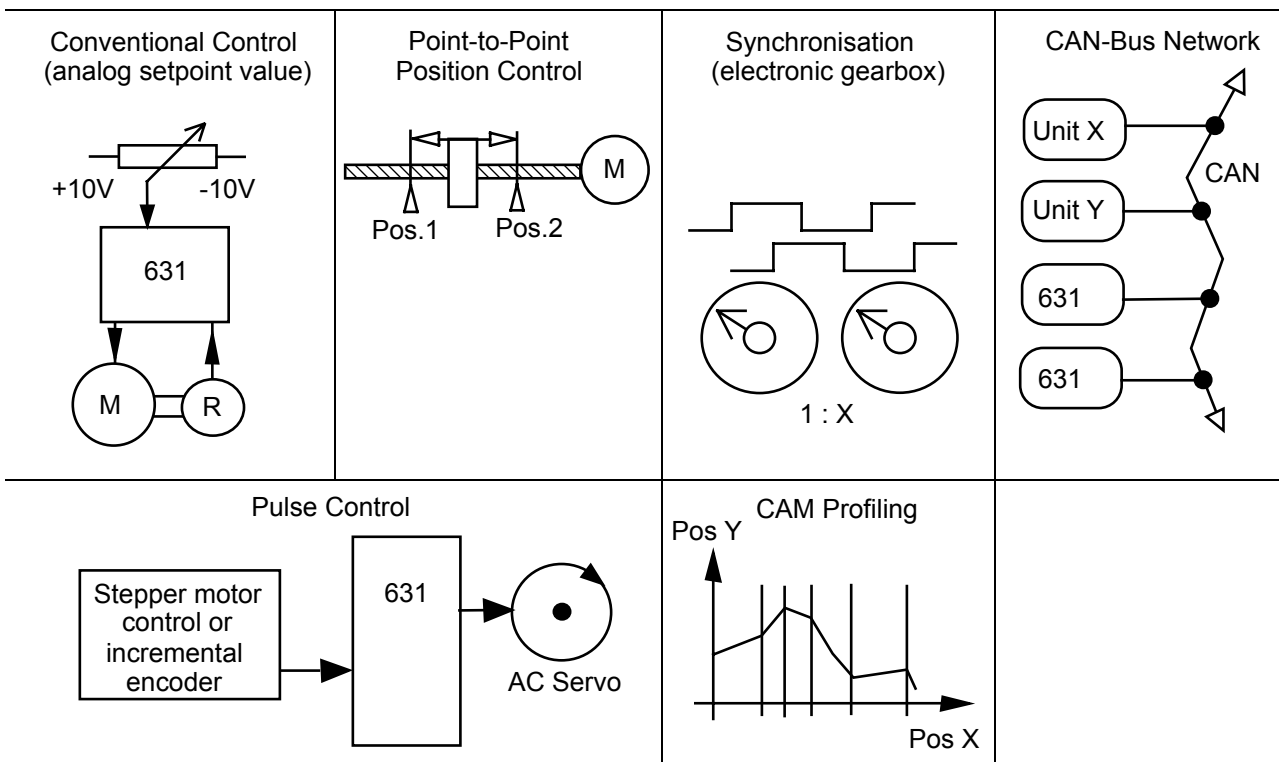 Conventional Control
(analog setpoint value)
+10V
-10V
631
M
R
Point-to-Point
Position Control
M
Pos.1
Pos.2
Synchronisation
(electronic gearbox)
1 : X
CAN-Bus Network
Unit X
CAN
Unit Y
631
631
Pulse Control
Stepper motor
control or
incremental
encoder
631
AC Servo
CAM Profiling
Pos Y
Pos X